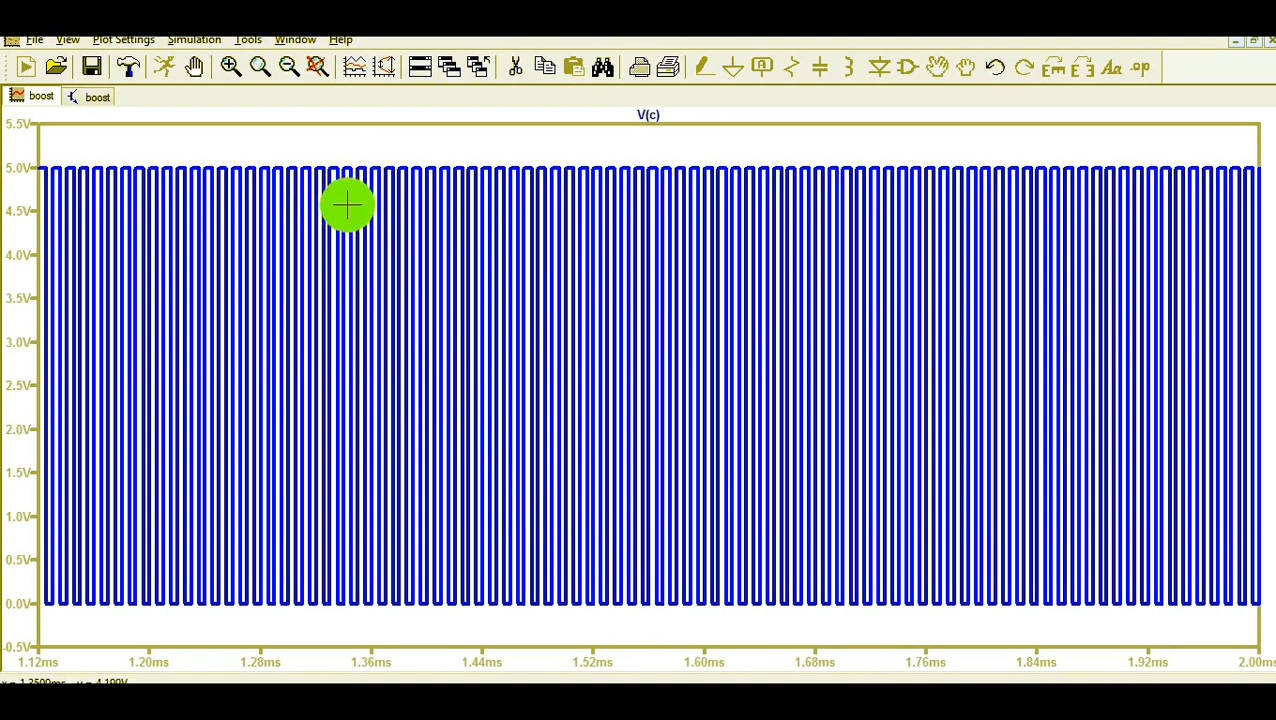 File View Plot Settings Simulation Tools Window Help
Aa .op
boost boost
V(c)
5.5V
5.0V
4.5V
4.0V
3.5V
3.0V
2.5V
2.0V
1.5V
1.0V
0.5V
0.0V
-0.5V
1.12ms 1.20ms 1.28ms 1.36ms 1.44ms 1.52ms 1.60ms 1.68ms 1.76ms 1.84ms 1.92ms 2.00ms